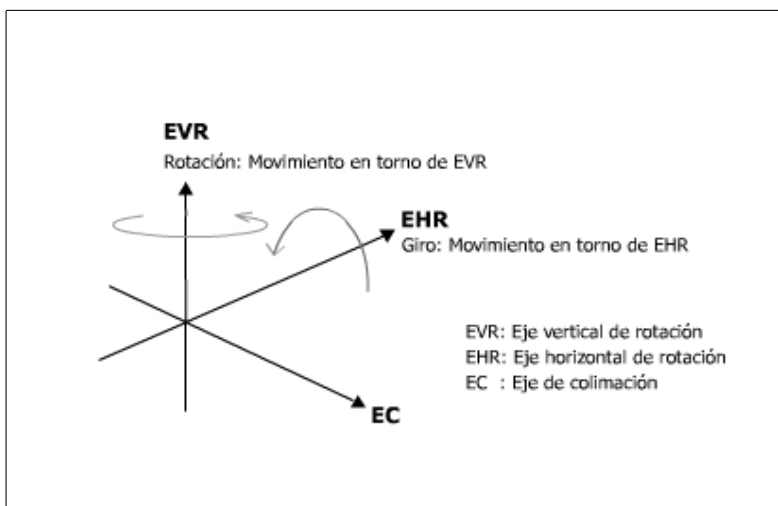 EVR
Rotación: Movimiento en torno de EVR
EHR
Giro: Movimiento en torno de EHR
EVR: Eje vertical de rotación
EHR: Eje horizontal de rotación
EC : Eje de colimación
EC